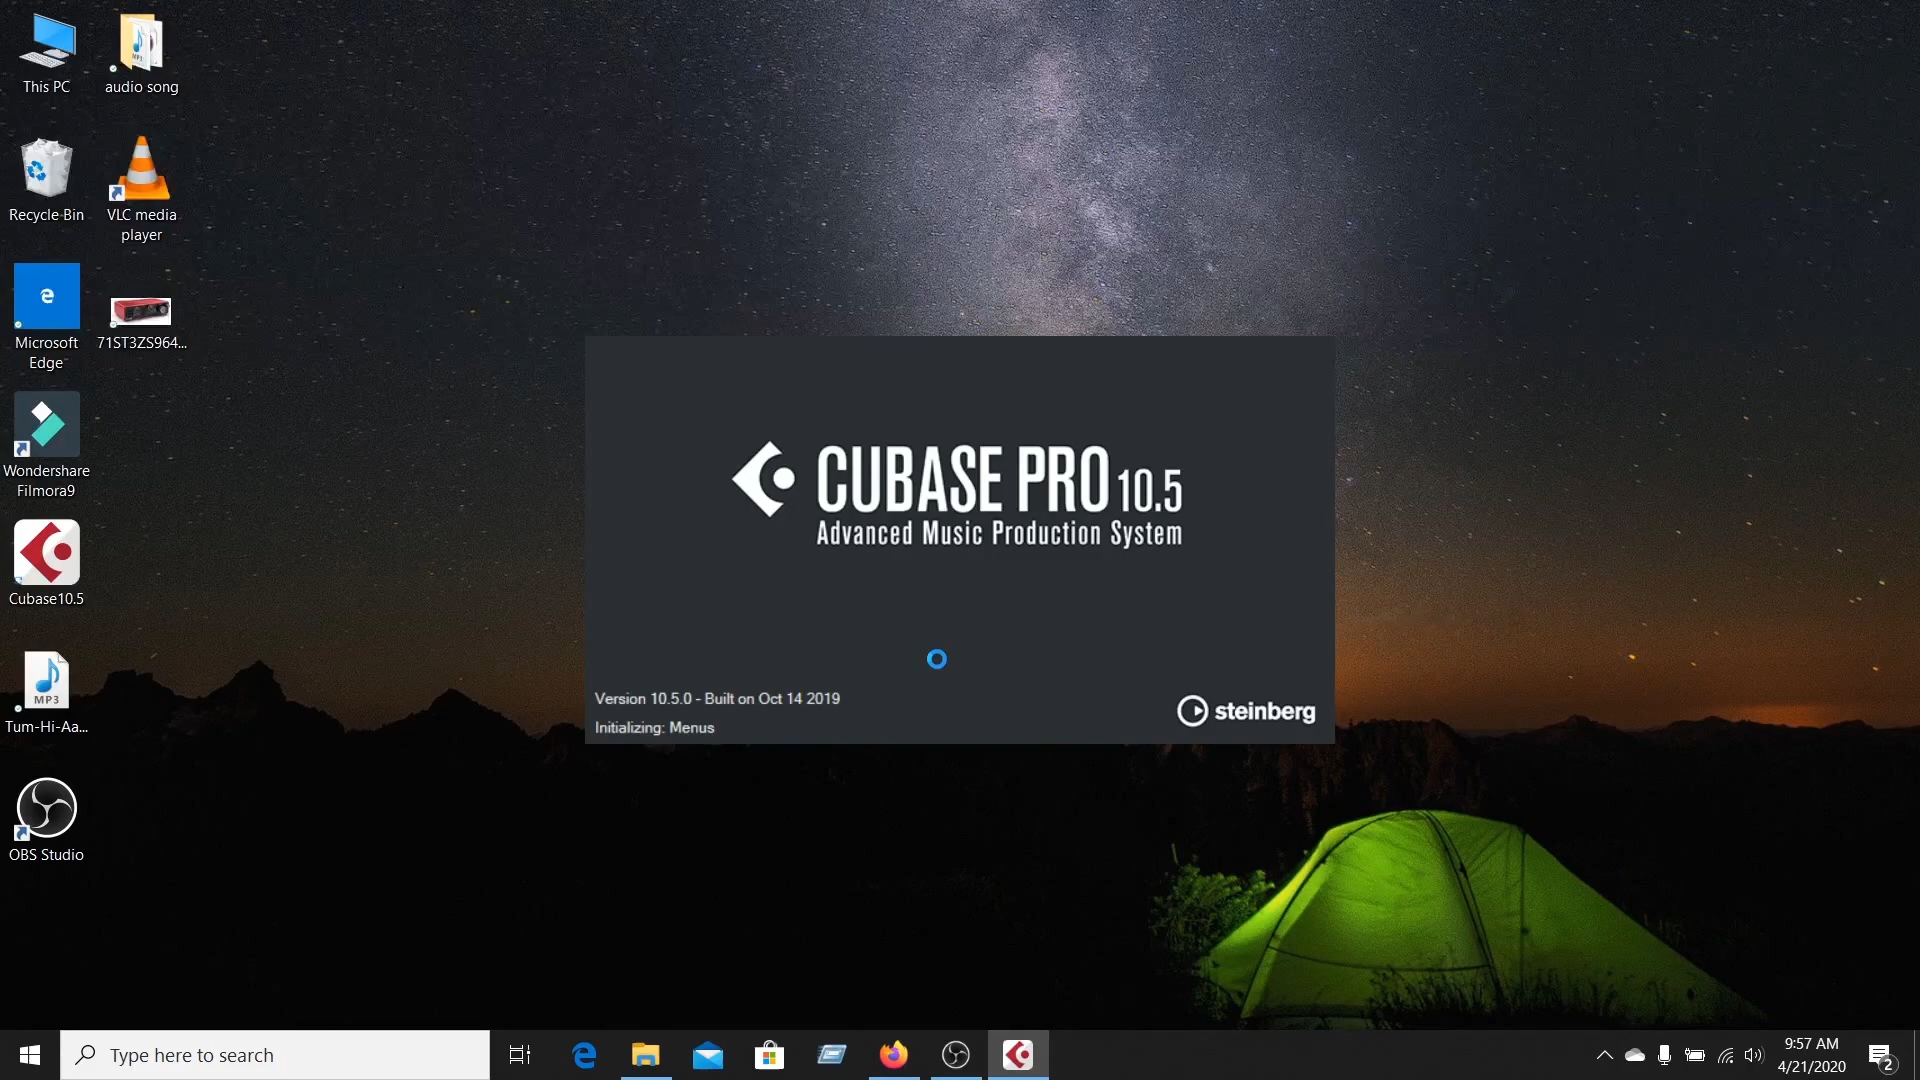 This PC
audio song
Recycle Bin
VLC media
player
Microsoft
Edge
71ST3ZS964...
Wondershare
Filmora9
Cubase10.5
MP3
Tum-Hi-Aa...
OBS Studio
CUBASE PRO 10.5
Advanced Music Production System
Version 10.5.0 - Built on Oct 14 2019
Initializing: Menus
steinberg
Type here to search
9:57 AM
4/21/2020
2